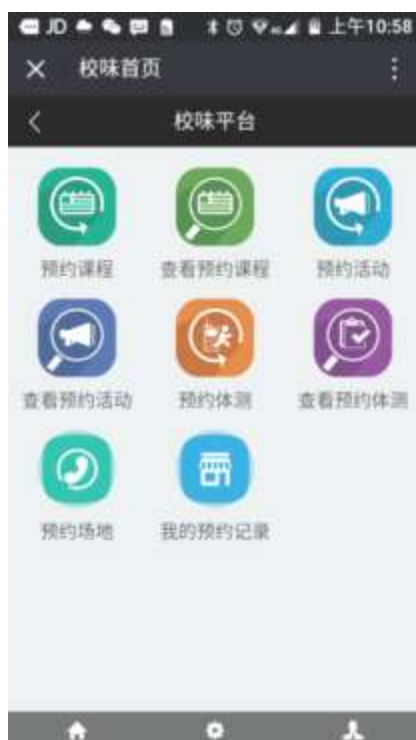 JD 上午10:58
校味首页
校味平台
预约课程 查看预约课程 预约活动
查看预约活动 预约体测 查看预约体测
预约场地 我的预约记录